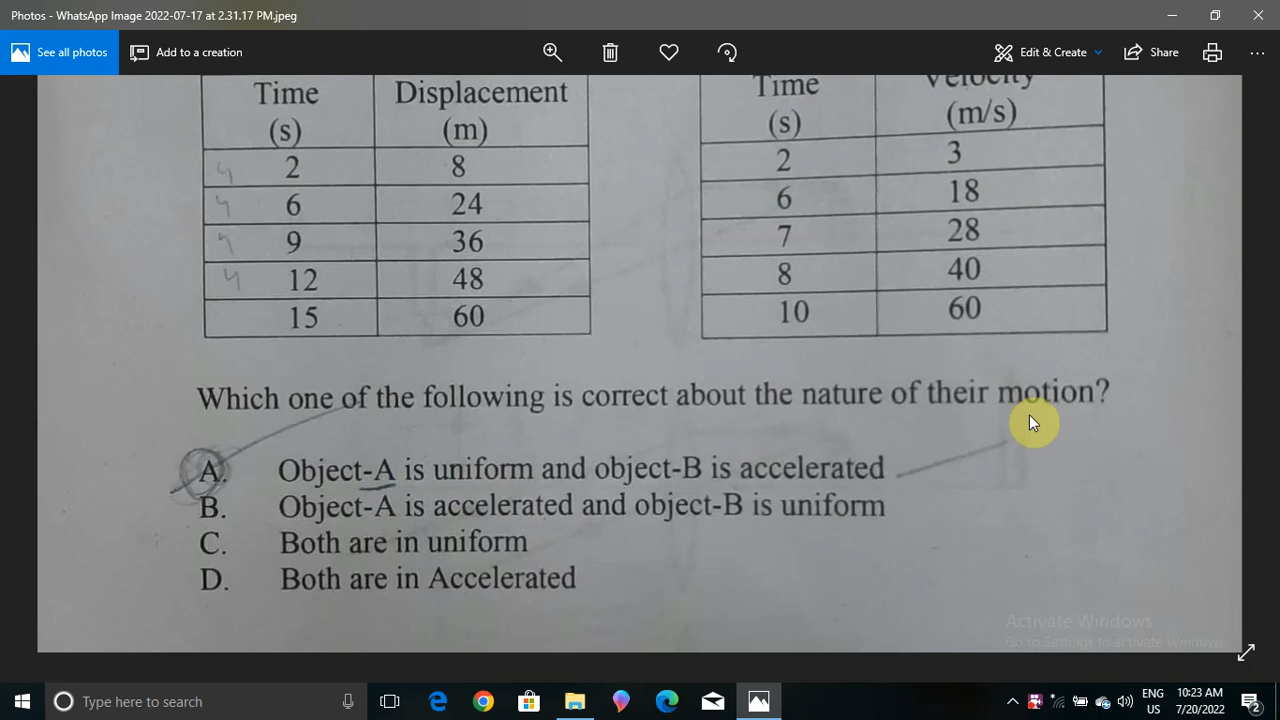 Photos - WhatsApp Image 2022-07-17 at 2.31.17 PM.jpeg
See all photos
Add to a creation
Edit & Create
Share
Time Displacement
(s) (m)
2 8
6 24
9 36
12 48
15 60
Time Velocity
(s) (m/s)
2 3
6 18
7 28
8 40
10 60
Which one of the following is correct about the nature of their motion?
A. Object-A is uniform and object-B is accelerated
B. Object-A is accelerated and object-B is uniform
C. Both are in uniform
D. Both are in Accelerated
Activate Windows
Go to Settings to activate Windows.
Type here to search
ENG
US
10:23 AM
7/20/2022
2